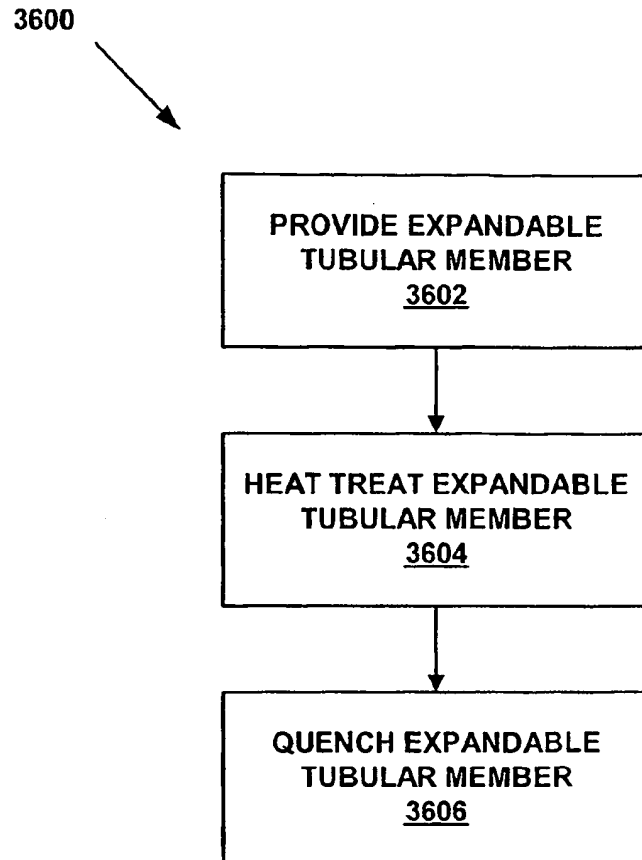 3600
PROVIDE EXPANDABLE
TUBULAR MEMBER
3602
HEAT TREAT EXPANDABLE
TUBULAR MEMBER
3604
QUENCH EXPANDABLE
TUBULAR MEMBER
3606